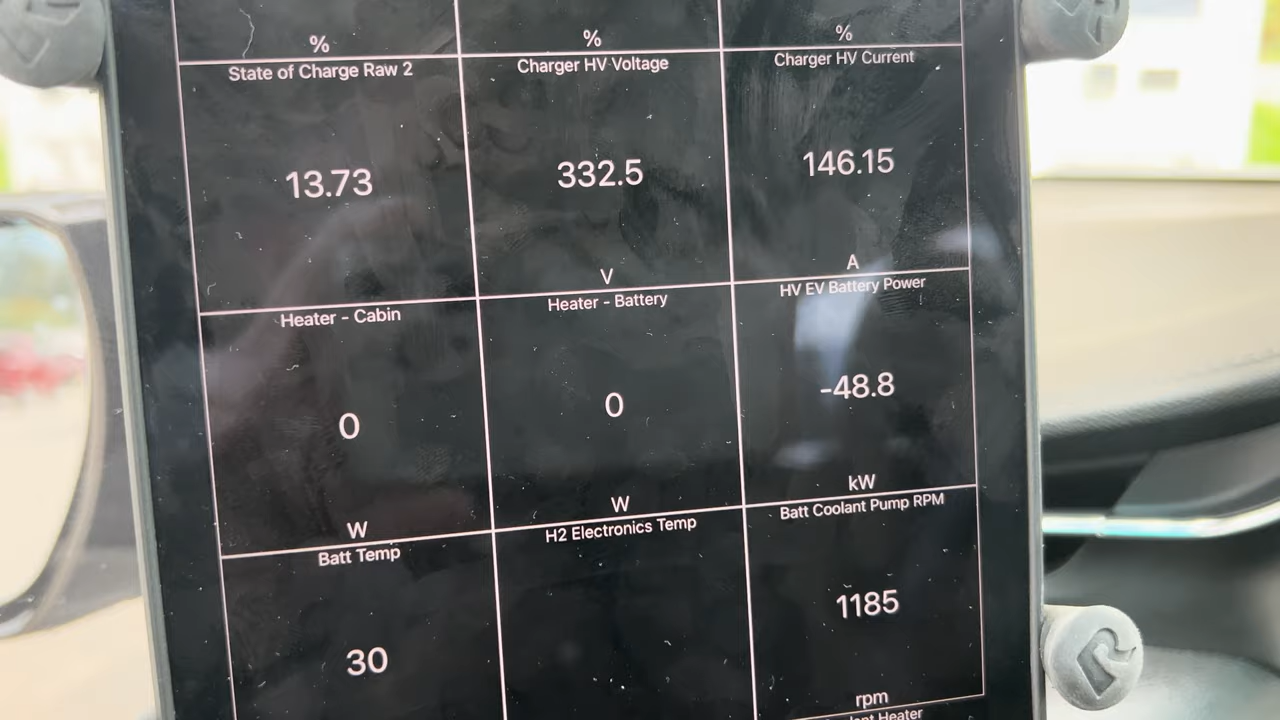 %
%
%
State of Charge Raw 2
Charger HV Voltage
Charger HV Current
13.73
332.5
146.15
V
A
Heater - Cabin
Heater - Battery
HV EV Battery Power
0
0
-48.8
W
W
kW
Batt Temp
H2 Electronics Temp
Batt Coolant Pump RPM
30
1185
rpm
Heater